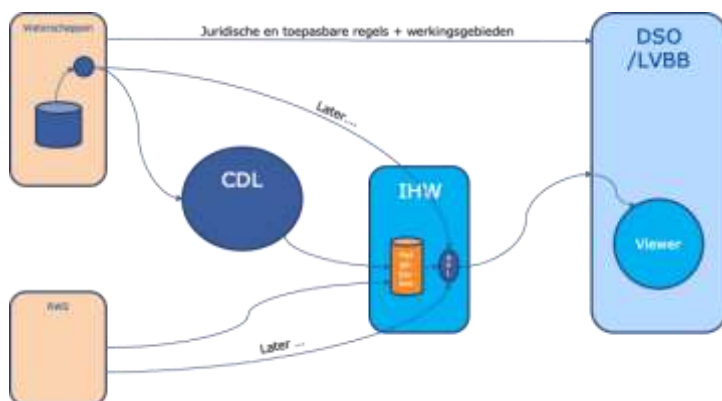 Waterschappen
Juridische en toepasbare regels + werkingsgebieden
DSO
/LVBB
Later...
CDL
IHW
Viewer
RWS
Later ...